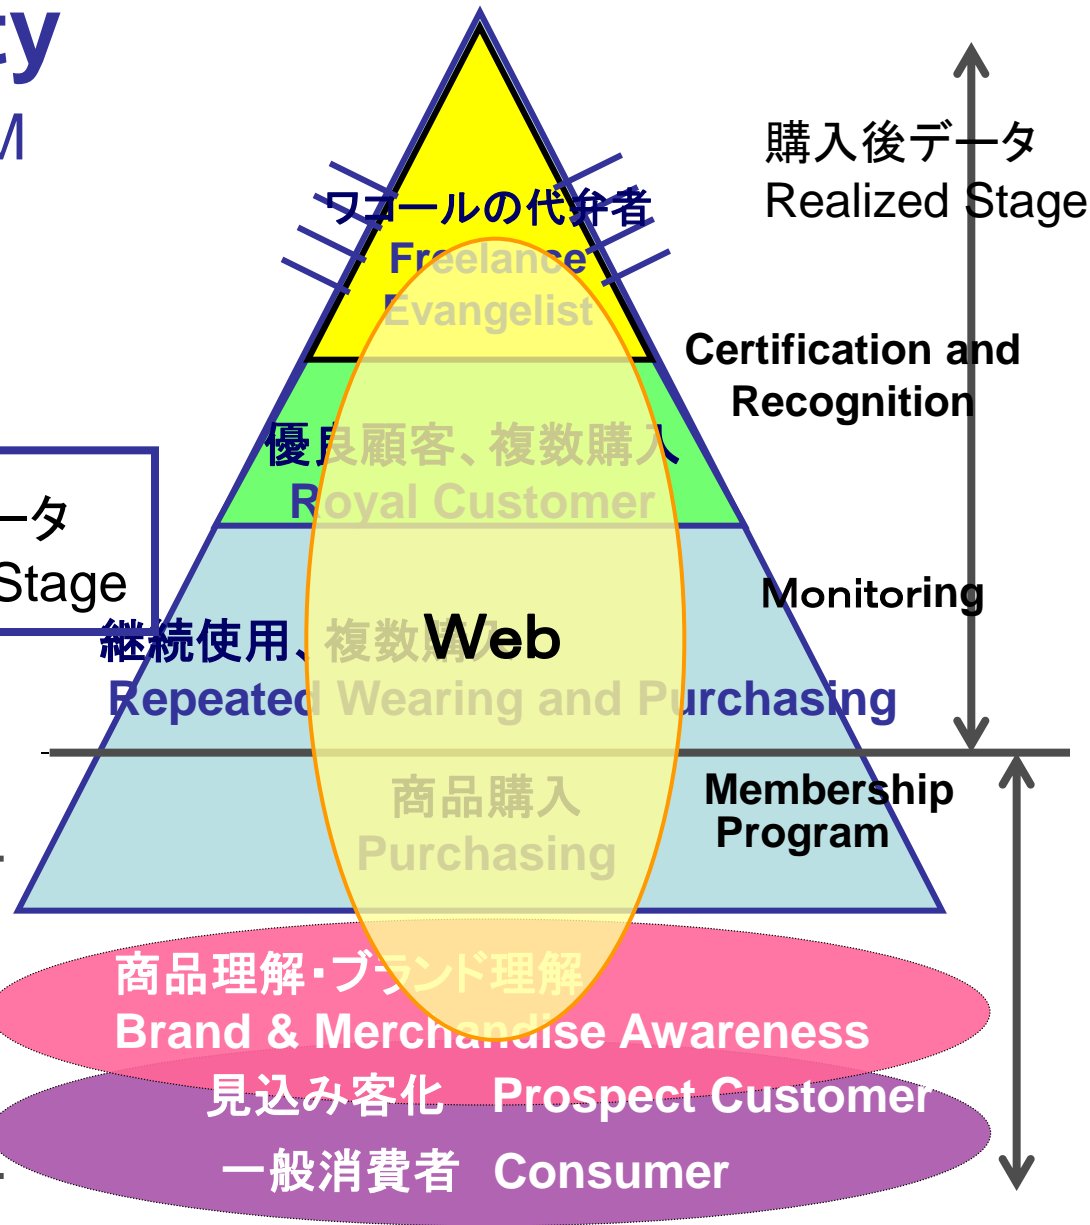 ty
M
購入後データ
Realized Stage
ワコールの代弁者
Freelance
Evangelist
Certification and
Recognition
優良顧客、複数購入
Royal Customer
ータ
Stage
Monitoring
継続使用、複数購入
Web
Repeated Wearing and Purchasing
商品購入
Purchasing
Membership
Program
商品理解・ブランド理解
Brand & Merchandise Awareness
見込み客化 Prospect Customer
一般消費者 Consumer